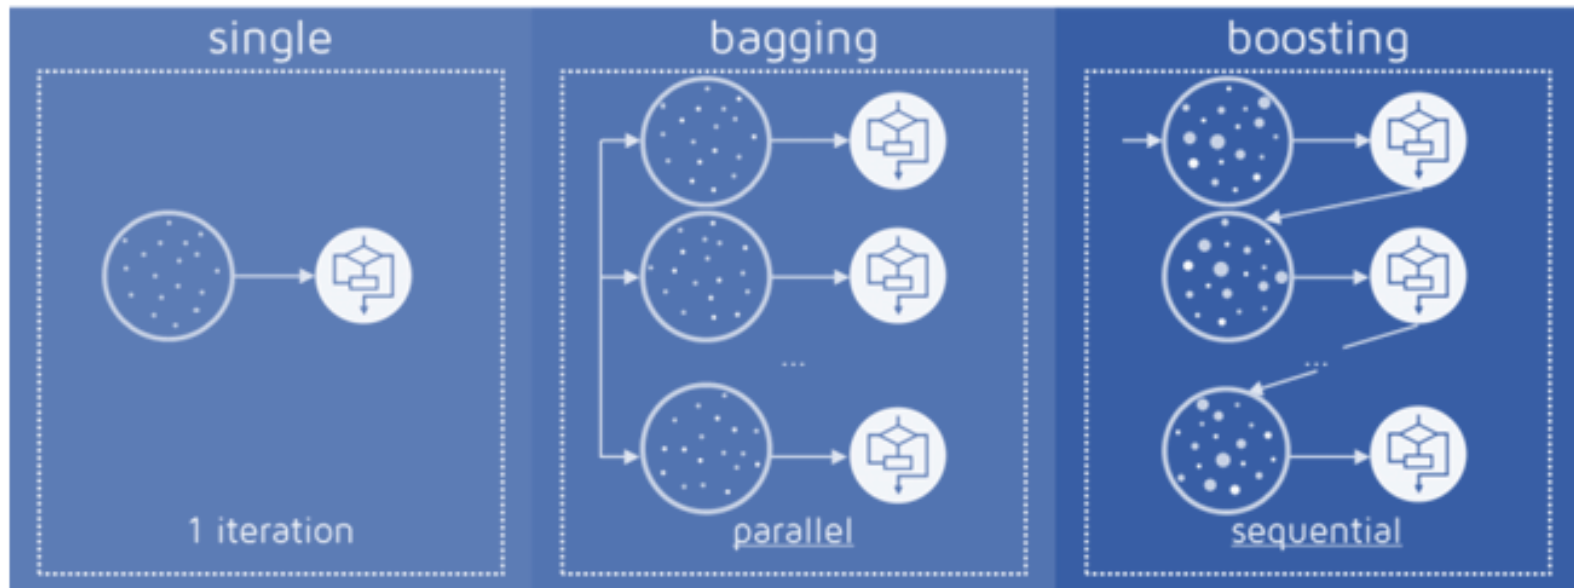 single
1 iteration
bagging
...
parallel
boosting
...
sequential